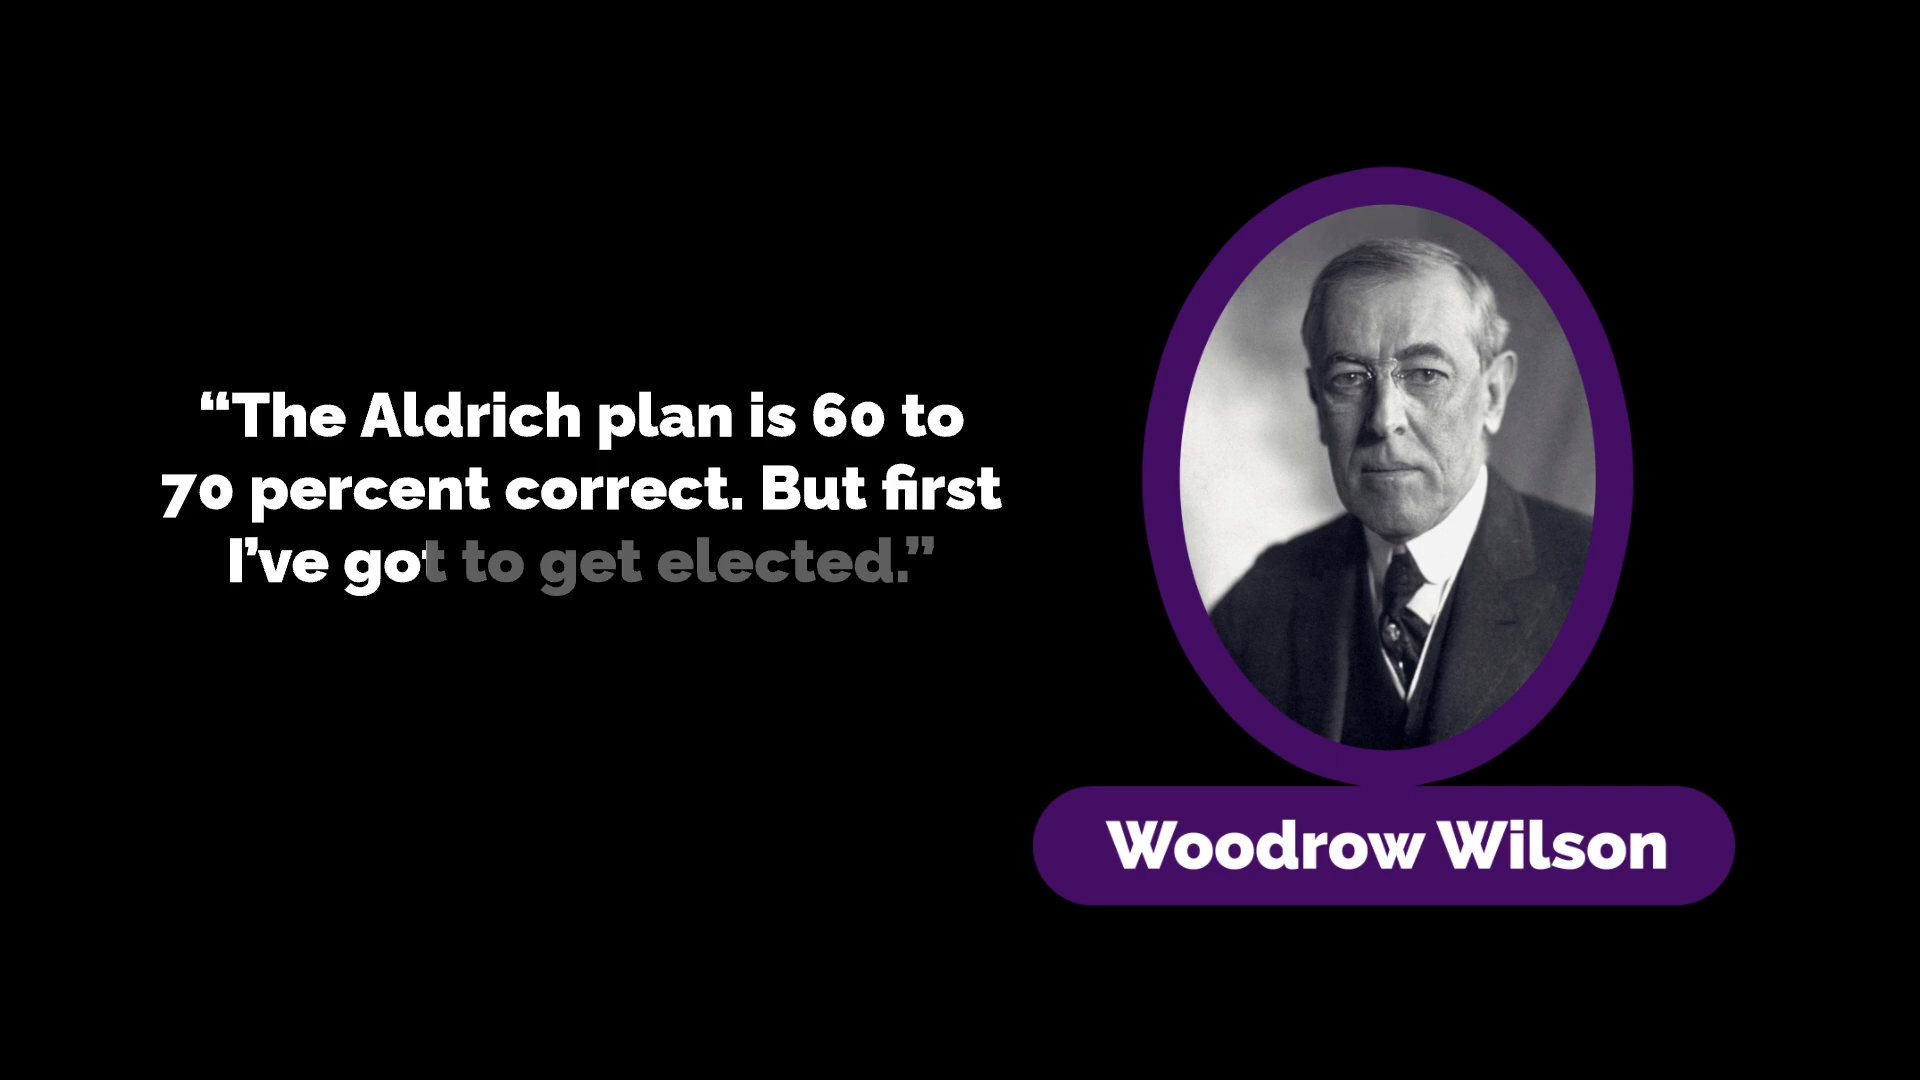 “The Aldrich plan is 60 to
70 percent correct. But first
I’ve got to get elected.”
Woodrow Wilson